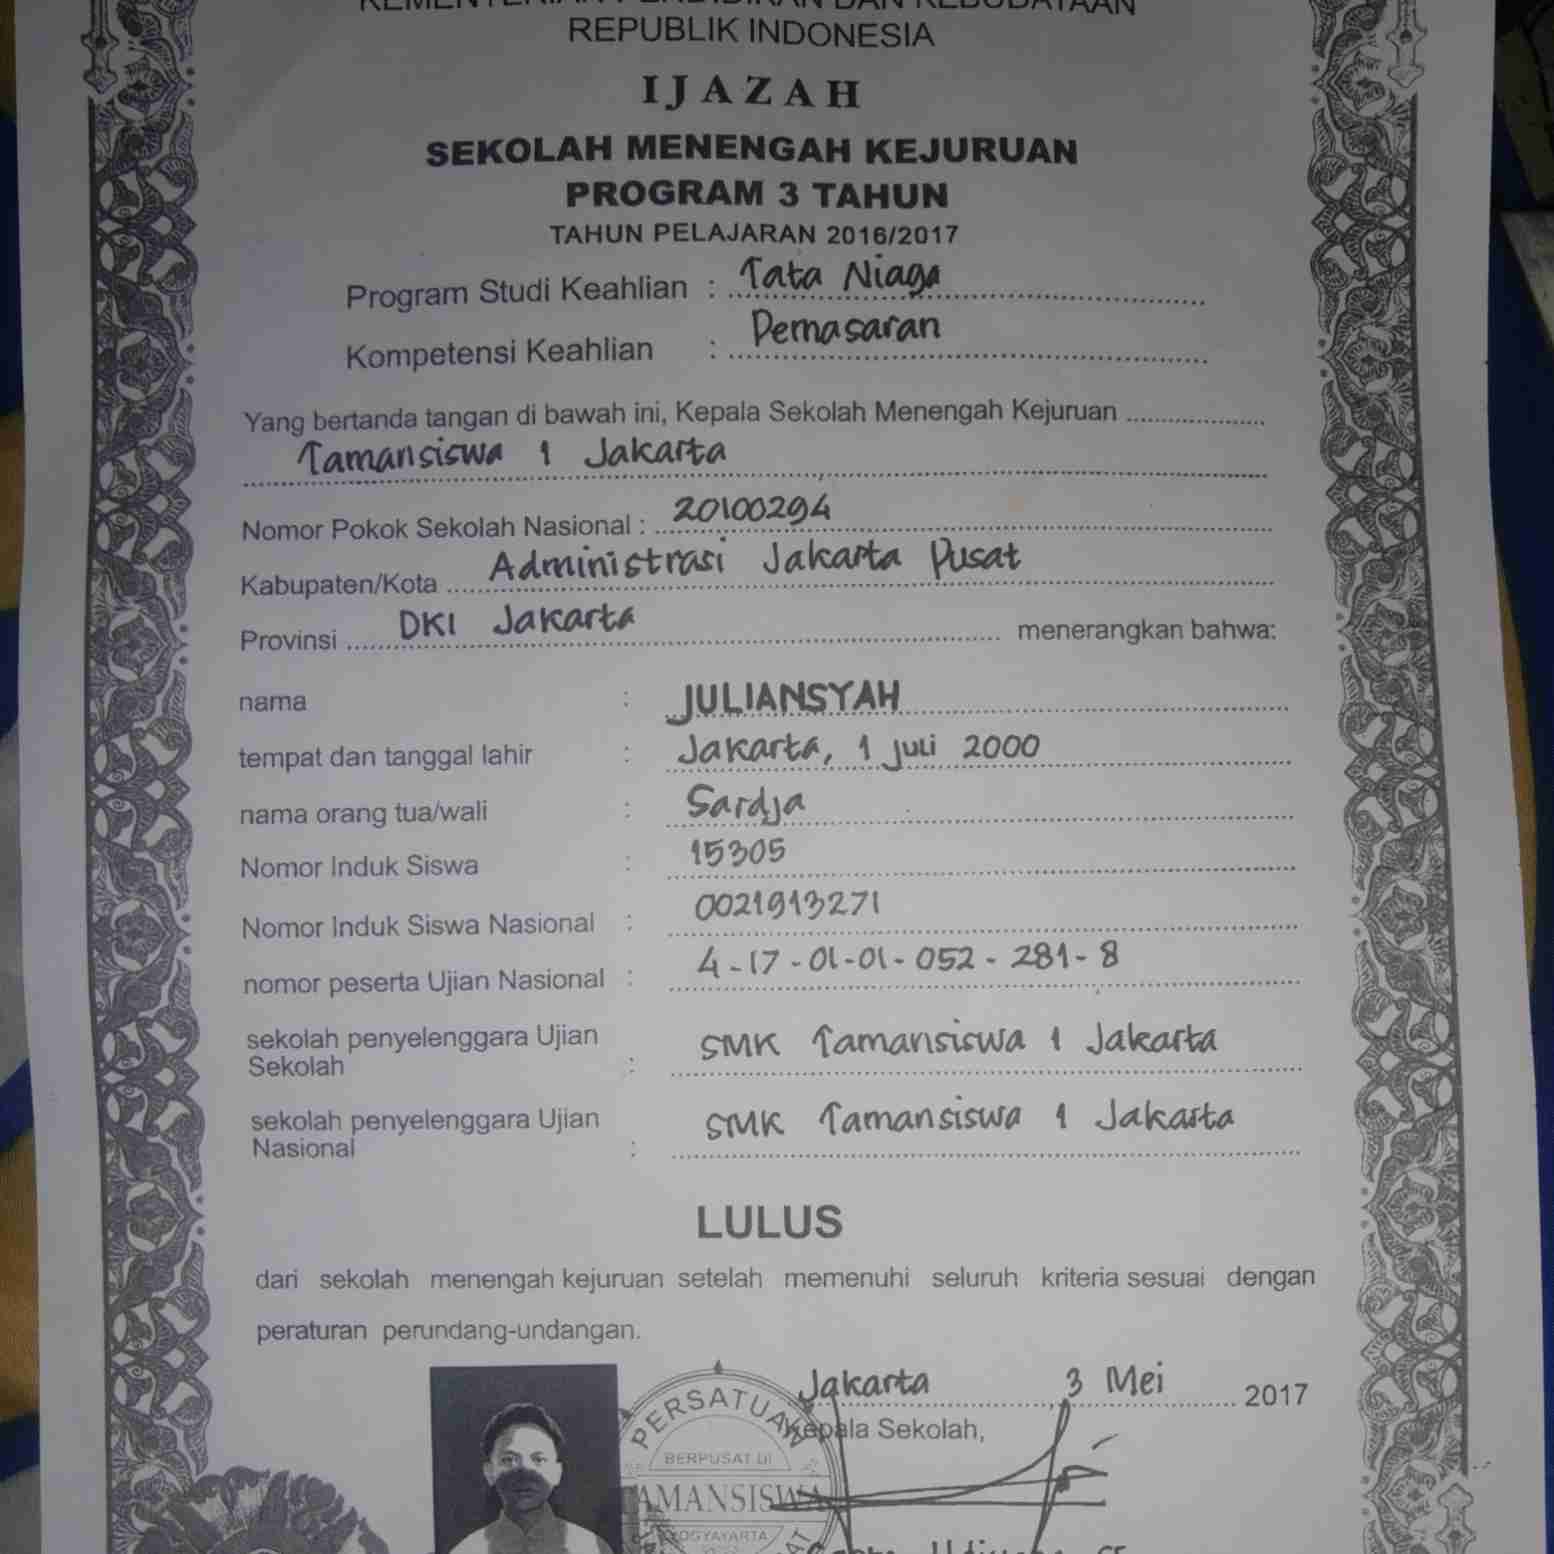 KEMENTERIAN PENDIDIKAN DAN KEBUDAYAAN
REPUBLIK INDONESIA
IJAZAH
SEKOLAH MENENGAH KEJURUAN
PROGRAM 3 TAHUN
TAHUN PELAJARAN 2016/2017
Program Studi Keahlian : Tata Niaga
Kompetensi Keahlian : Pemasaran
Yang bertanda tangan di bawah ini, Kepala Sekolah Menengah Kejuruan
Tamansiswa 1 Jakarta
Nomor Pokok Sekolah Nasional : 20100294
Kabupaten/Kota Administrasi Jakarta Pusat
Provinsi DKI Jakarta menerangkan bahwa:
nama : JULIANSYAH
tempat dan tanggal lahir : Jakarta, 1 Juli 2000
nama orang tua/wali : Sardja
Nomor Induk Siswa : 15305
Nomor Induk Siswa Nasional : 0021913271
nomor peserta Ujian Nasional : 4-17-01-01-052-281-8
sekolah penyelenggara Ujian
Sekolah : SMK Tamansiswa 1 Jakarta
sekolah penyelenggara Ujian
Nasional : SMK Tamansiswa 1 Jakarta
LULUS
dari sekolah menengah kejuruan setelah memenuhi seluruh kriteria sesuai dengan
peraturan perundang-undangan.
Jakarta 3 Mei 2017
Kepala Sekolah,
PERSATUAN
BERPUSAT DI
TAMANSISWA
YOGYAKARTA